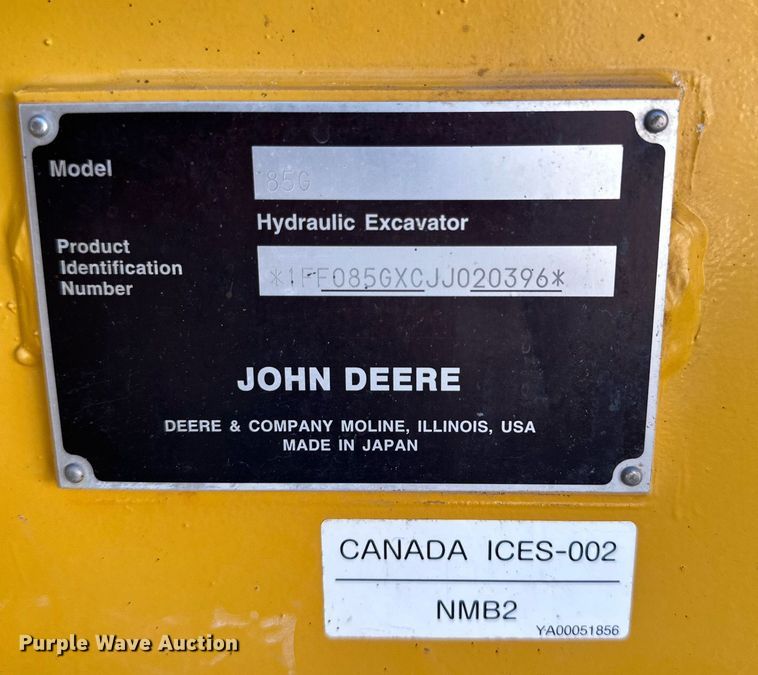 Model
85G
Hydraulic Excavator
Product
Identification
Number
*1FF085GXCJJ020396*
JOHN DEERE
DEERE & COMPANY MOLINE, ILLINOIS, USA
MADE IN JAPAN
CANADA ICES-002
NMB2
YA00051856
Purple Wave Auction